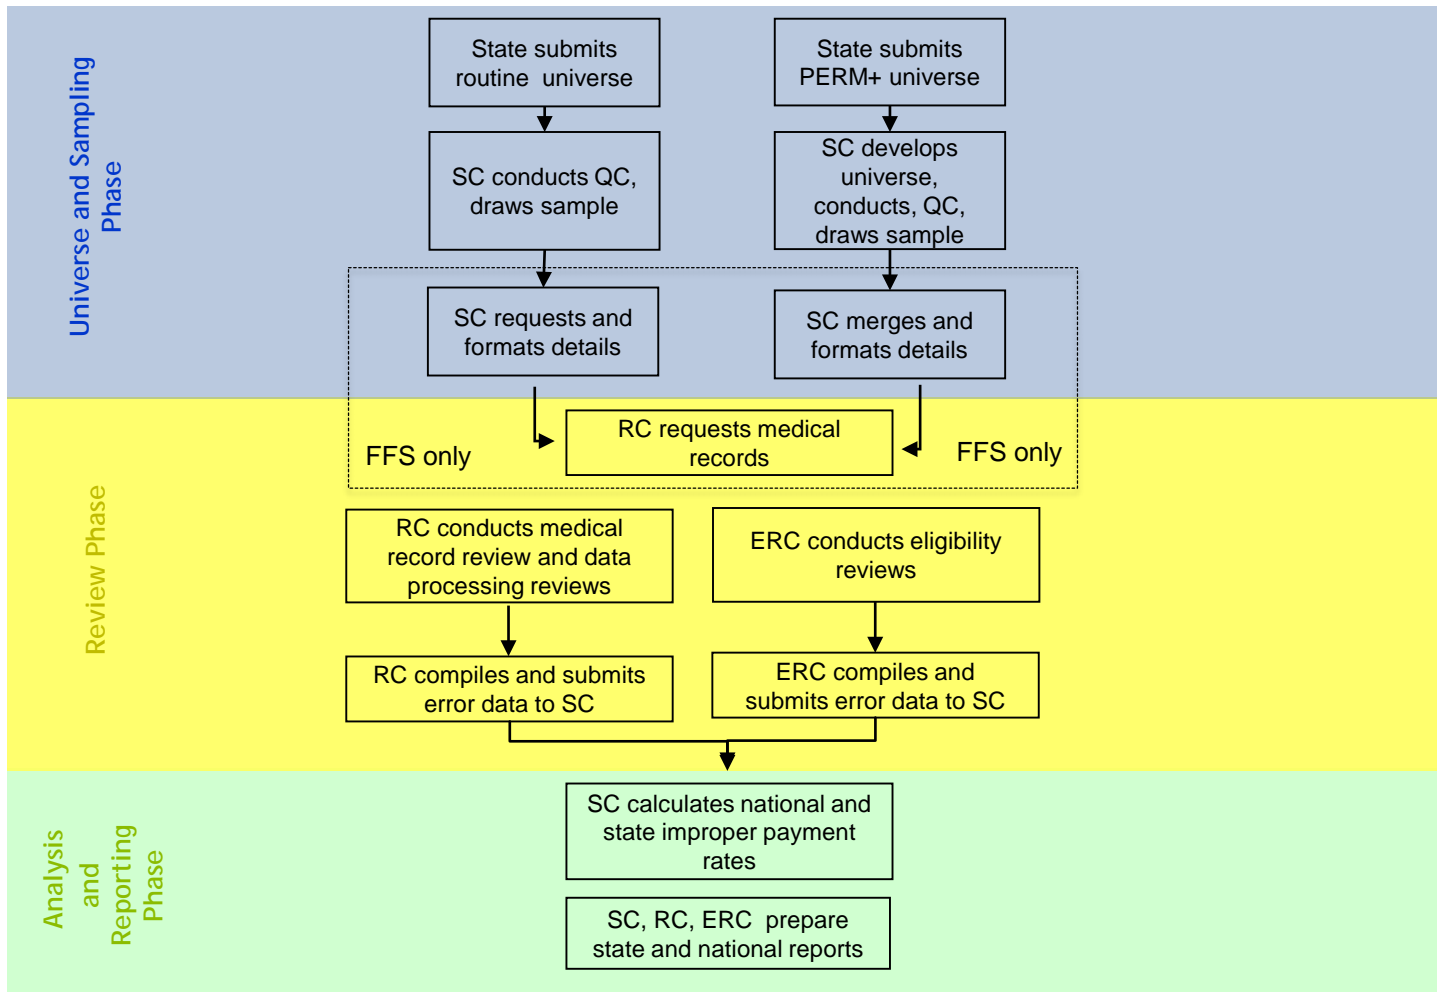 Universe and Sampling
Phase
State submits
routine universe
State submits
PERM+ universe
SC conducts QC,
draws sample
SC develops
universe,
conducts, QC,
draws sample
SC requests and
formats details
SC merges and
formats details
Review Phase
RC requests medical
records
FFS only
FFS only
RC conducts medical
record review and data
processing reviews
ERC conducts eligibility
reviews
RC compiles and submits
error data to SC
ERC compiles and
submits error data to SC
Analysis
and
Reporting
Phase
SC calculates national and
state improper payment
rates
SC, RC, ERC prepare
state and national reports